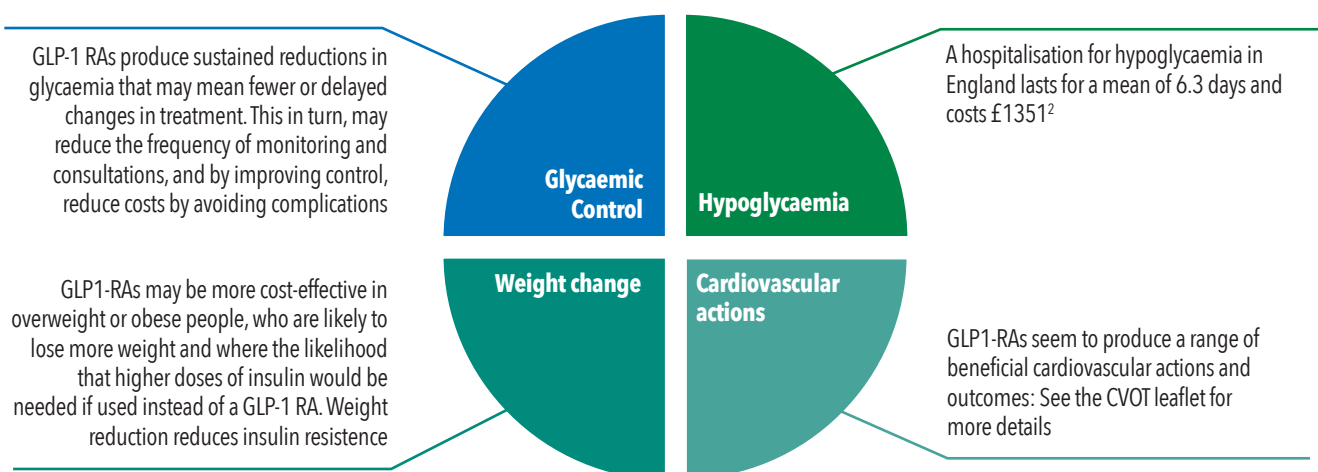 GLP-1 RAs produce sustained reductions in
glycaemia that may mean fewer or delayed
changes in treatment. This in turn, may
reduce the frequency of monitoring and
consultations, and by improving control,
reduce costs by avoiding complications
Glycaemic
Control
Hypoglycaemia
A hospitalisation for hypoglycaemia in
England lasts for a mean of 6.3 days and
costs £1351²
GLP1-RAs may be more cost-effective in
overweight or obese people, who are likely to
lose more weight and where the likelihood
that higher doses of insulin would be
needed if used instead of a GLP-1 RA. Weight
reduction reduces insulin resistence
Weight change
Cardiovascular
actions
GLP1-RAs seem to produce a range of
beneficial cardiovascular actions and
outcomes: See the CVOT leaflet for
more details